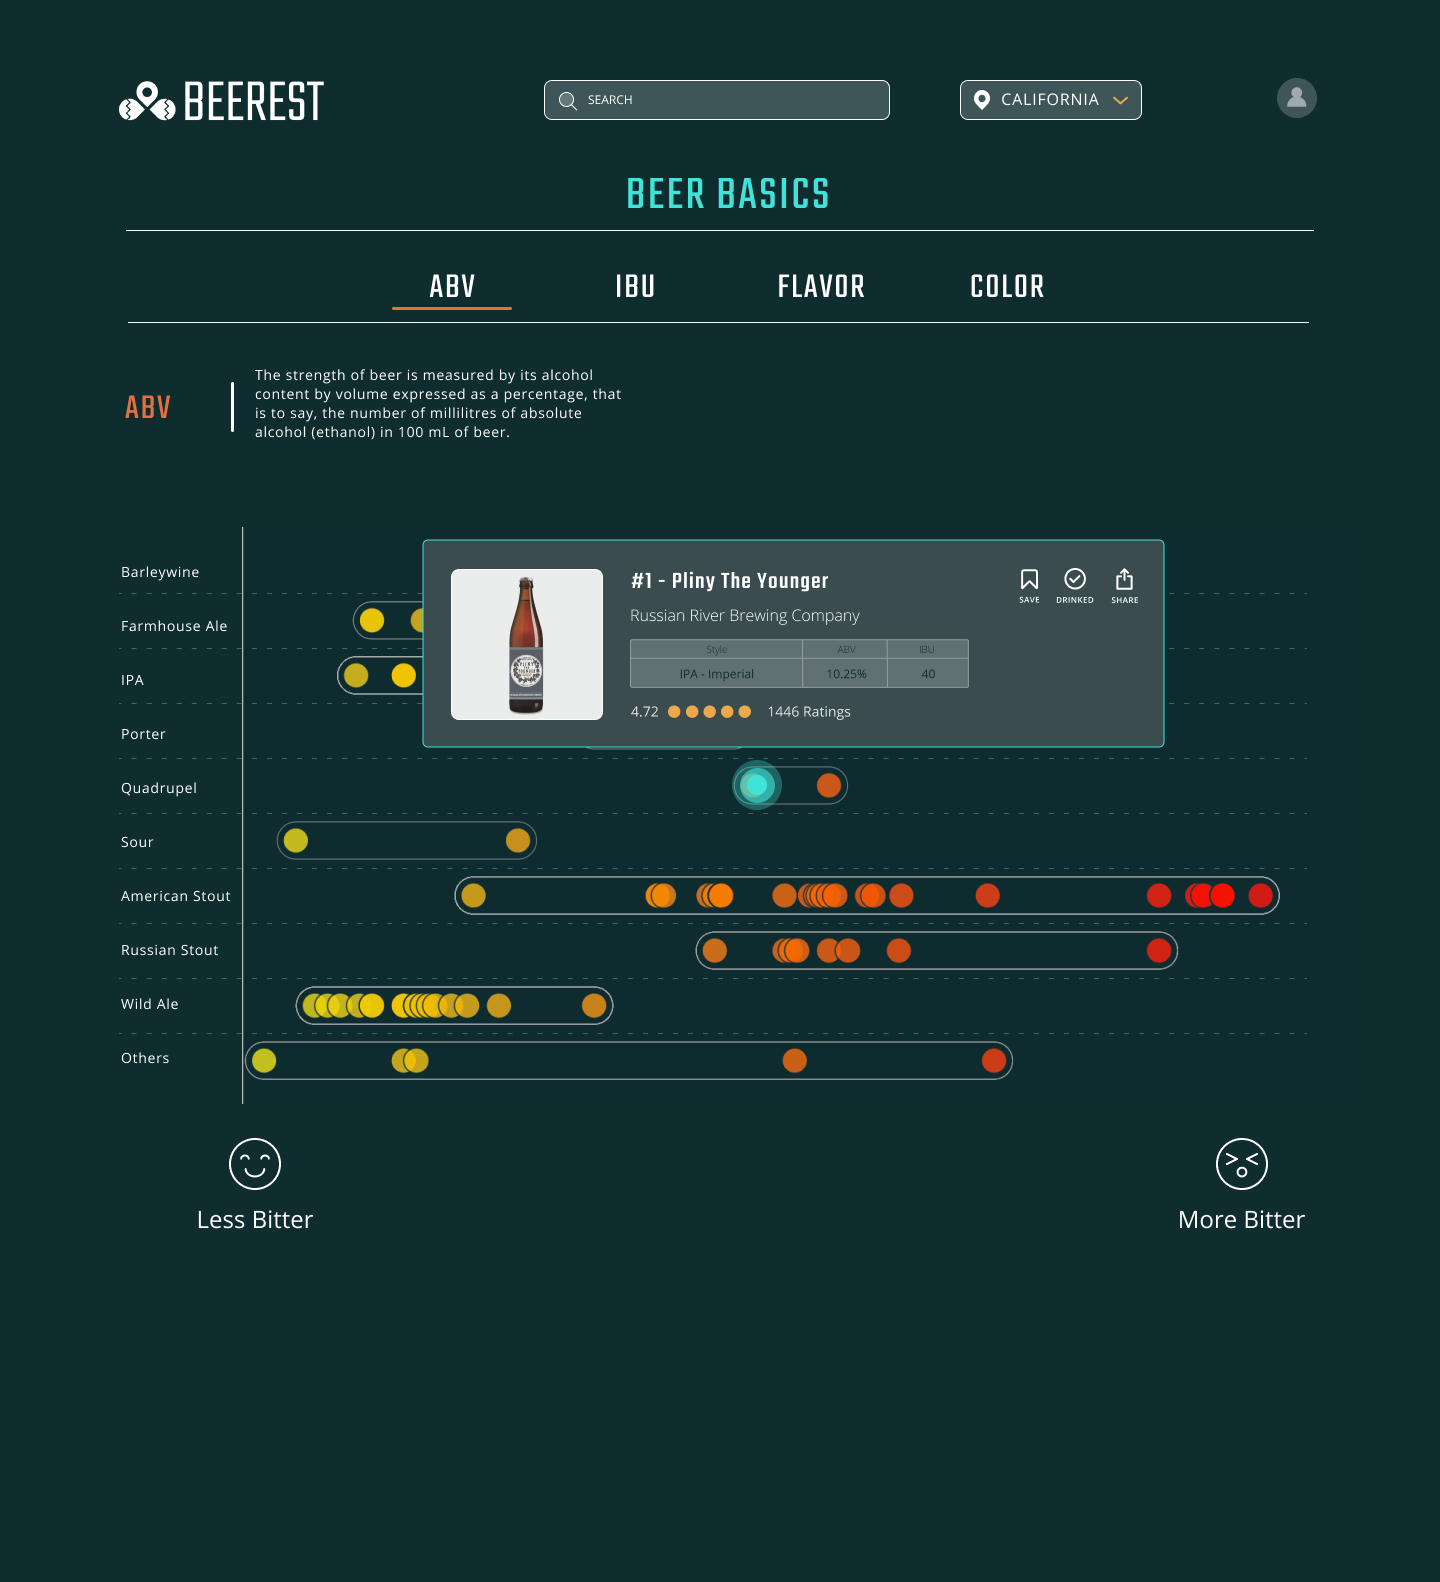 BEEREST
SEARCH
CALIFORNIA
BEER BASICS
ABV
IBU
FLAVOR
COLOR
ABV
The strength of beer is measured by its alcohol
content by volume expressed as a percentage, that
is to say, the number of millilitres of absolute
alcohol (ethanol) in 100 mL of beer.
Barleywine
Farmhouse Ale
IPA
Porter
Quadrupel
Sour
American Stout
Russian Stout
Wild Ale
Others
#1 - Pliny The Younger
Russian River Brewing Company
SAVE
DRINKED
SHARE
Style
ABV
IBU
IPA - Imperial
10.25%
40
4.72
1446 Ratings
Less Bitter
More Bitter